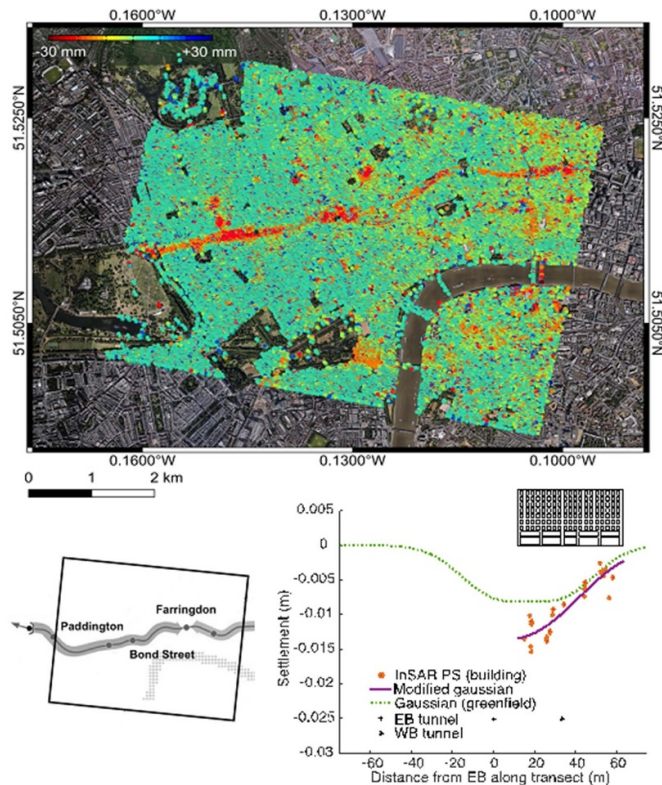 0.1600°W 0.1300°W 0.1000°W
-30 mm +30 mm
51.5250°N 51.5250°N
51.5050°N 51.5050°N
0.1600°W 0.1300°W 0.1000°W
0 1 2 km
Paddington
Farringdon
Bond Street
0.005
0
-0.005
-0.01
-0.015
-0.02
-0.025
-0.03
Settlement (m)
InSAR PS (building)
Modified gaussian
Gaussian (greenfield)
EB tunnel
WB tunnel
-60 -40 -20 0 20 40 60
Distance from EB along transect (m)